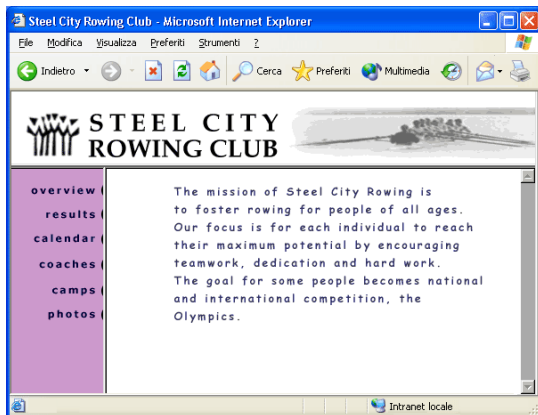 Steel City Rowing Club - Microsoft Internet Explorer
File Modifica Visualizza Preferiti Strumenti ?
Indietro Cerca Preferiti Multimedia
STEEL CITY
ROWING CLUB
overview
results
calendar
coaches
camps
photos
The mission of Steel City Rowing is
to foster rowing for people of all ages.
Our focus is for each individual to reach
their maximum potential by encouraging
teamwork, dedication and hard work.
The goal for some people becomes national
and international competition, the
Olympics.
Intranet locale